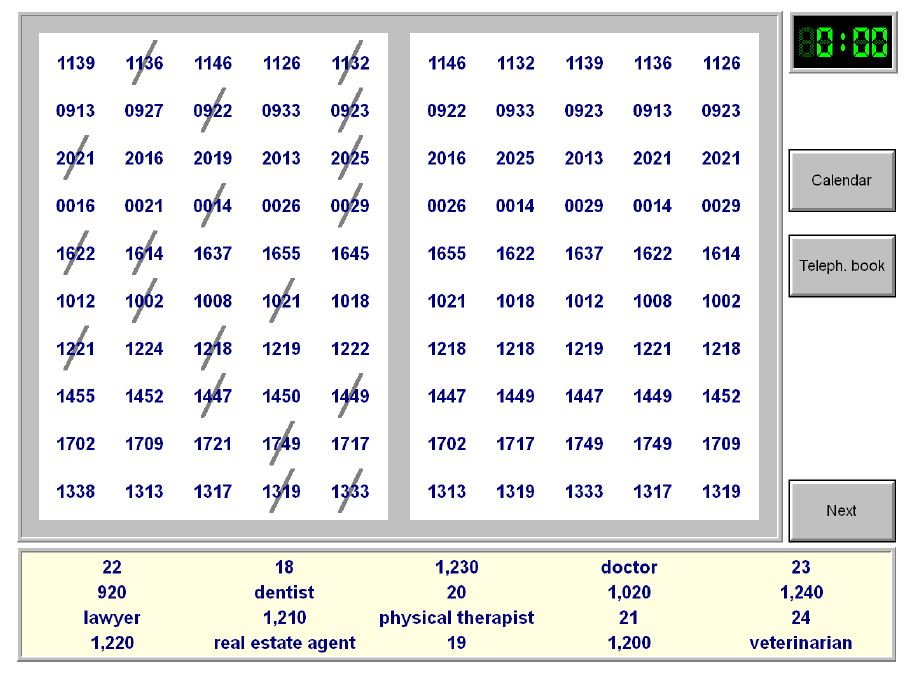 0:00
1139 1136 1146 1126 1132 1146 1132 1139 1136 1126
0913 0927 0922 0933 0923 0922 0933 0923 0913 0923
2021 2016 2019 2013 2025 2016 2025 2013 2021 2021
0016 0021 0014 0026 0029 0026 0014 0029 0014 0029
1622 1614 1637 1655 1645 1655 1622 1637 1622 1614
1012 1002 1008 1021 1018 1021 1018 1012 1008 1002
1221 1224 1218 1219 1222 1218 1218 1219 1221 1218
1455 1452 1447 1450 1449 1447 1449 1447 1449 1452
1702 1709 1721 1749 1717 1702 1717 1749 1749 1709
1338 1313 1317 1319 1333 1313 1319 1333 1317 1319
Calendar
Teleph. book
Next
22 18 1,230 doctor 23
920 dentist 20 1,020 1,240
lawyer 1,210 physical therapist 21 24
1,220 real estate agent 19 1,200 veterinarian